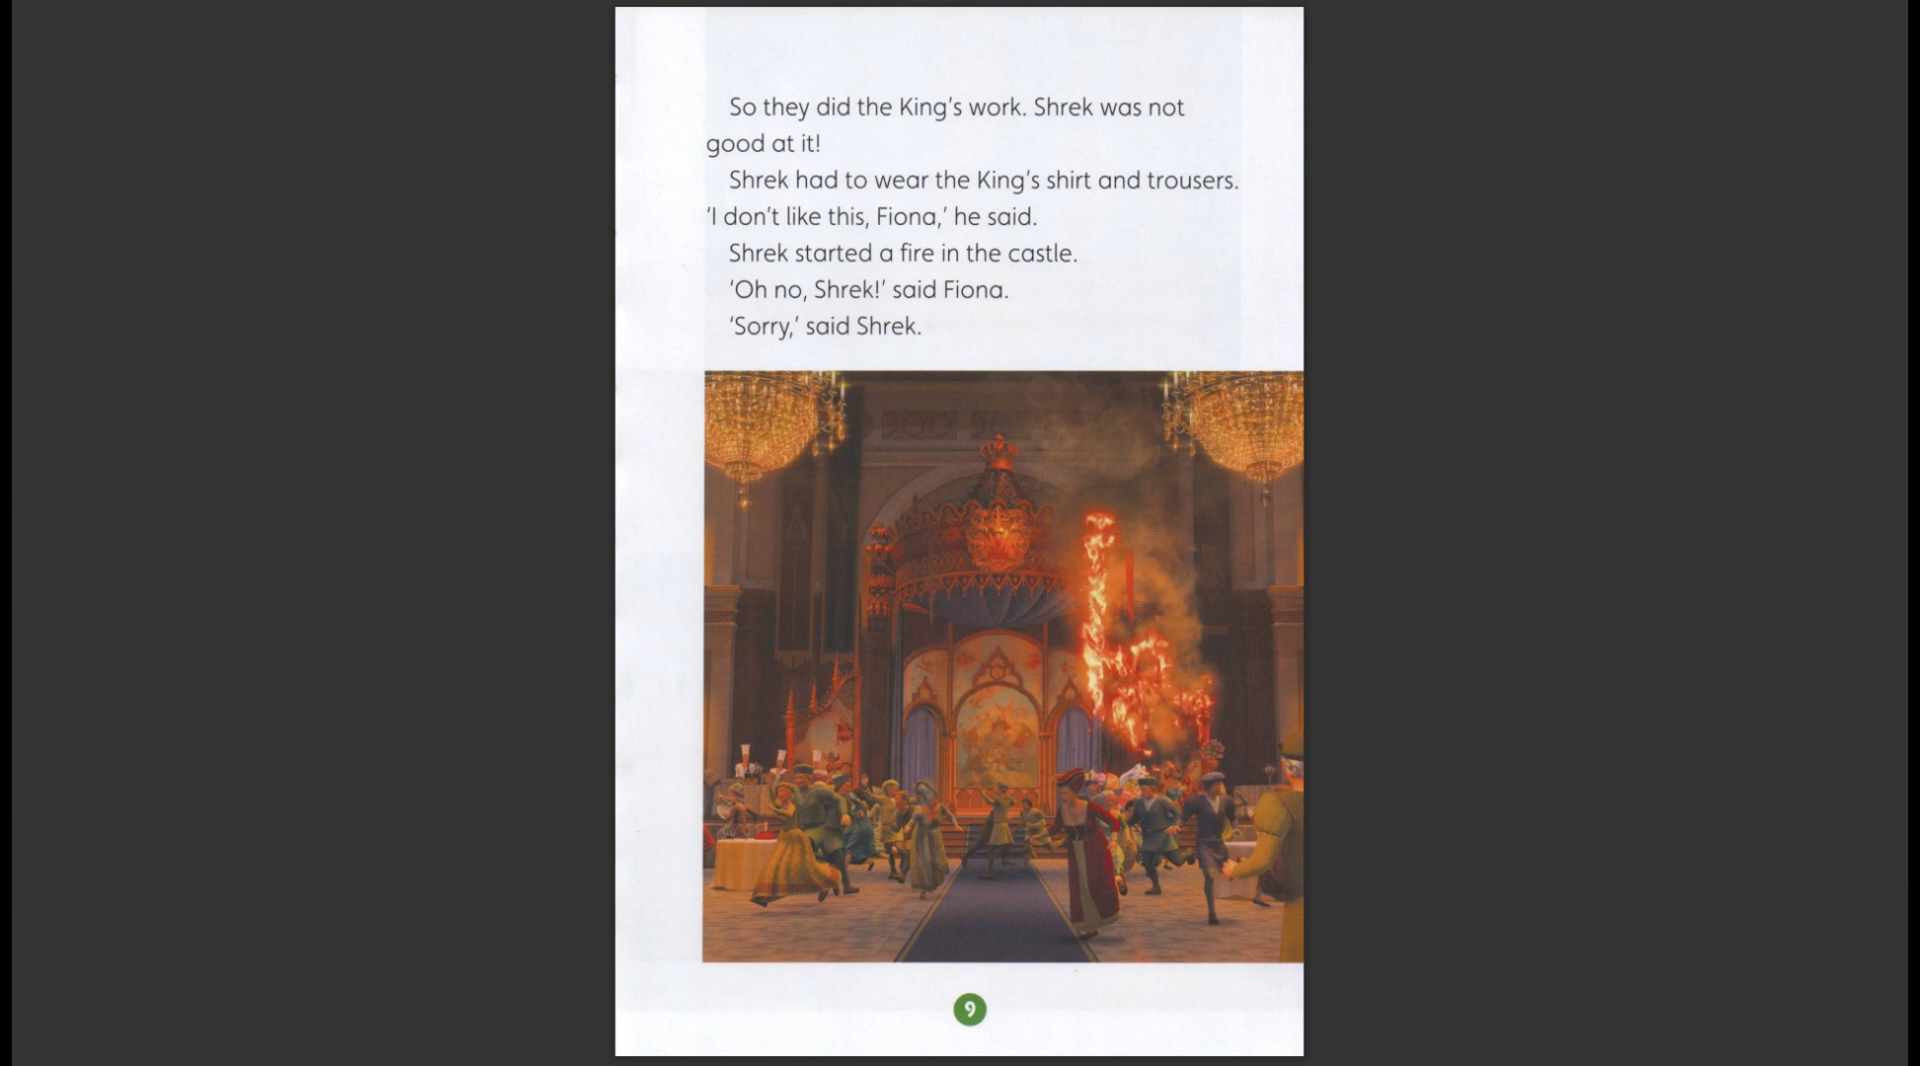 So they did the King’s work. Shrek was not
good at it!
Shrek had to wear the King’s shirt and trousers.
‘I don’t like this, Fiona,’ he said.
Shrek started a fire in the castle.
‘Oh no, Shrek!’ said Fiona.
‘Sorry,’ said Shrek.
9